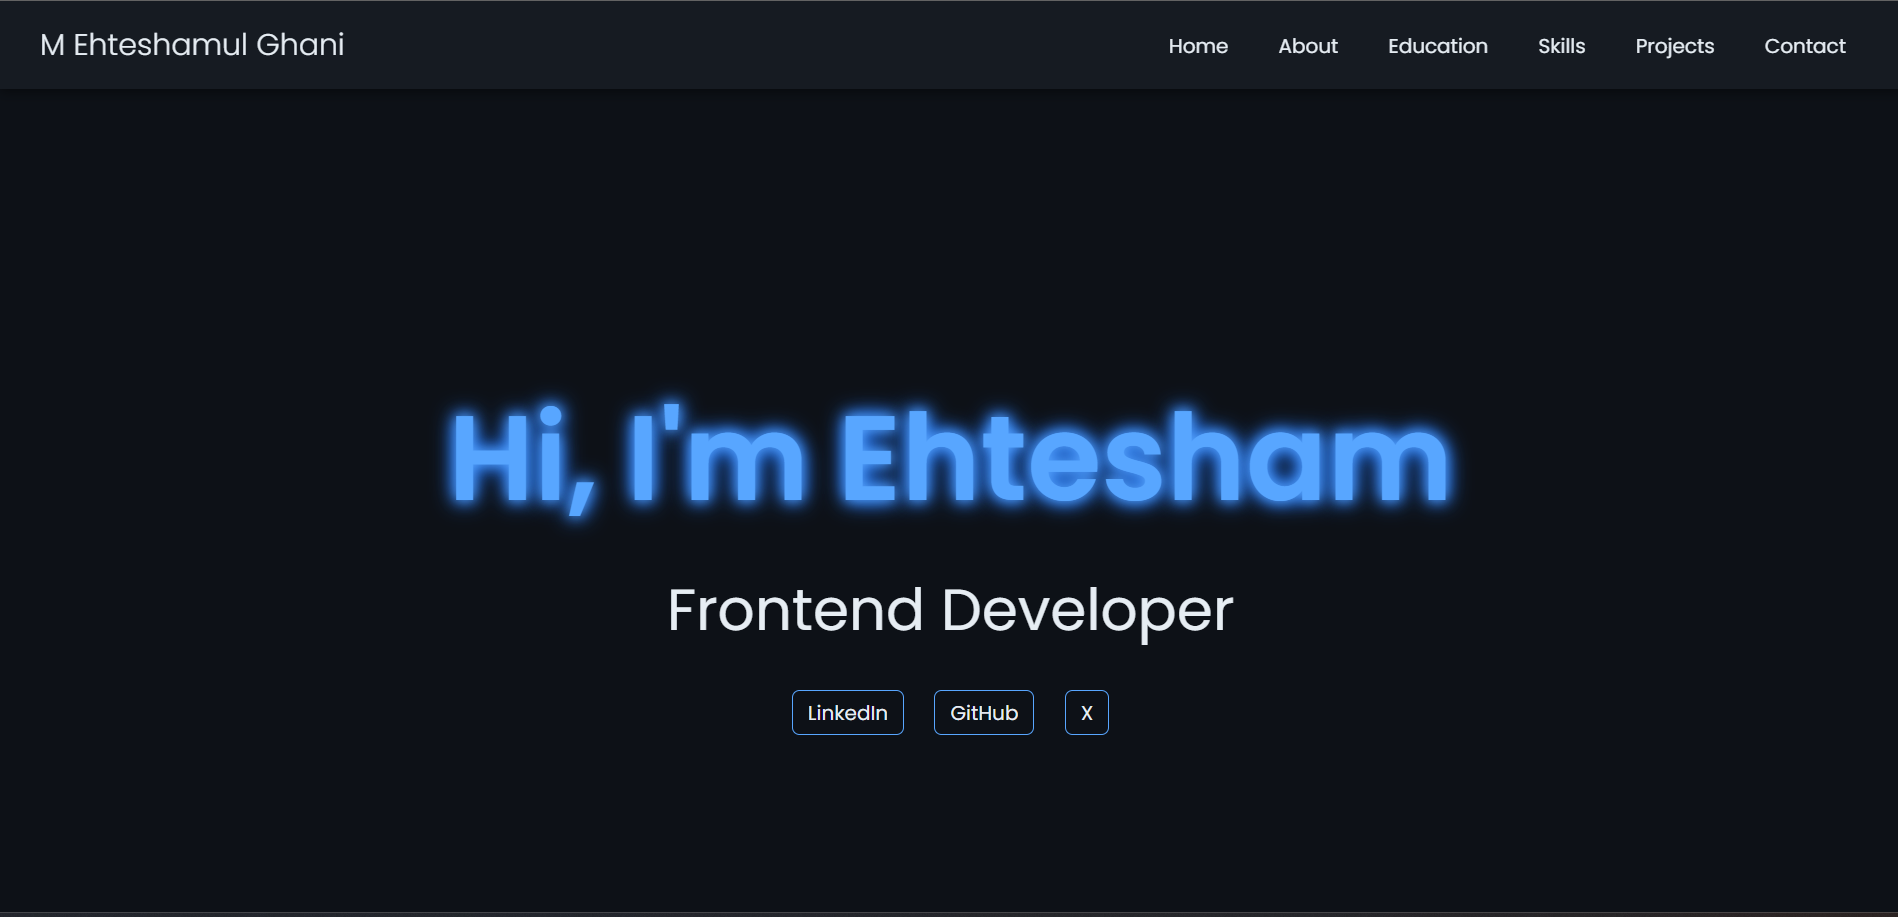 M Ehteshamul Ghani
Home About Education Skills Projects Contact
Hi, I'm Ehtesham
Frontend Developer
LinkedIn GitHub X